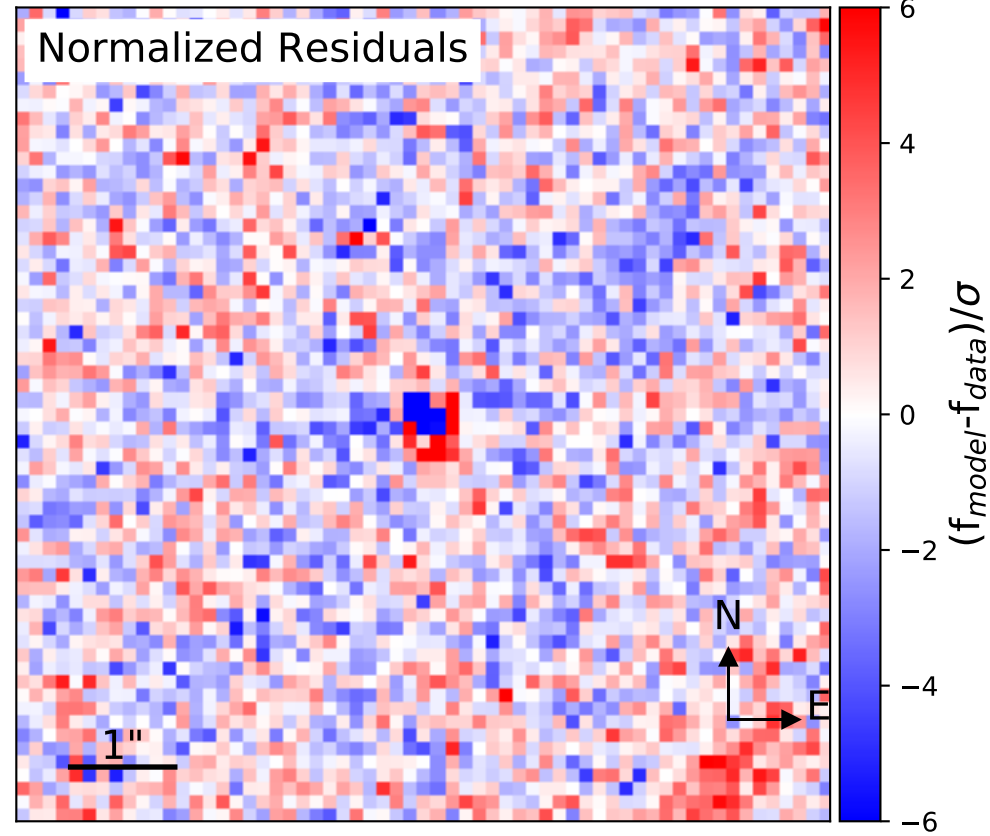 Normalized Residuals
6
4
2
0
−2
−4
−6
(f_model-f_data)/σ
N
E
1"